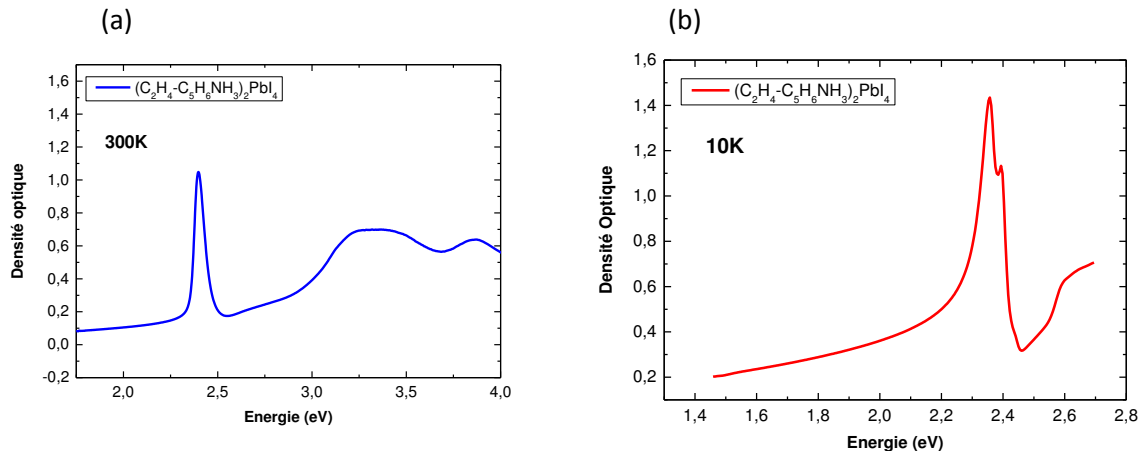 (a)
(C₂H₄-C₅H₆NH₃)₂PbI₄
300K
Densité optique
1,6
1,4
1,2
1,0
0,8
0,6
0,4
0,2
0,0
-0,2
2,0 2,5 3,0 3,5 4,0
Energie (eV)
(b)
(C₂H₄-C₅H₆NH₃)₂PbI₄
10K
Densité Optique
1,6
1,4
1,2
1,0
0,8
0,6
0,4
0,2
1,4 1,6 1,8 2,0 2,2 2,4 2,6 2,8
Energie (eV)